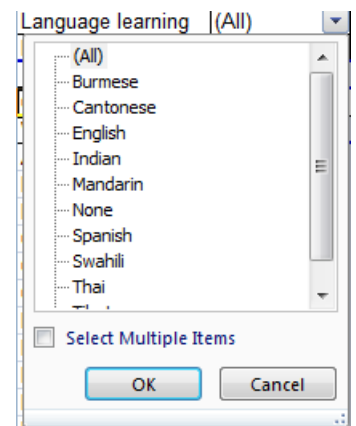 Language learning (All)
(All)
Burmese
Cantonese
English
Indian
Mandarin
None
Spanish
Swahili
Thai
Select Multiple Items
OK Cancel